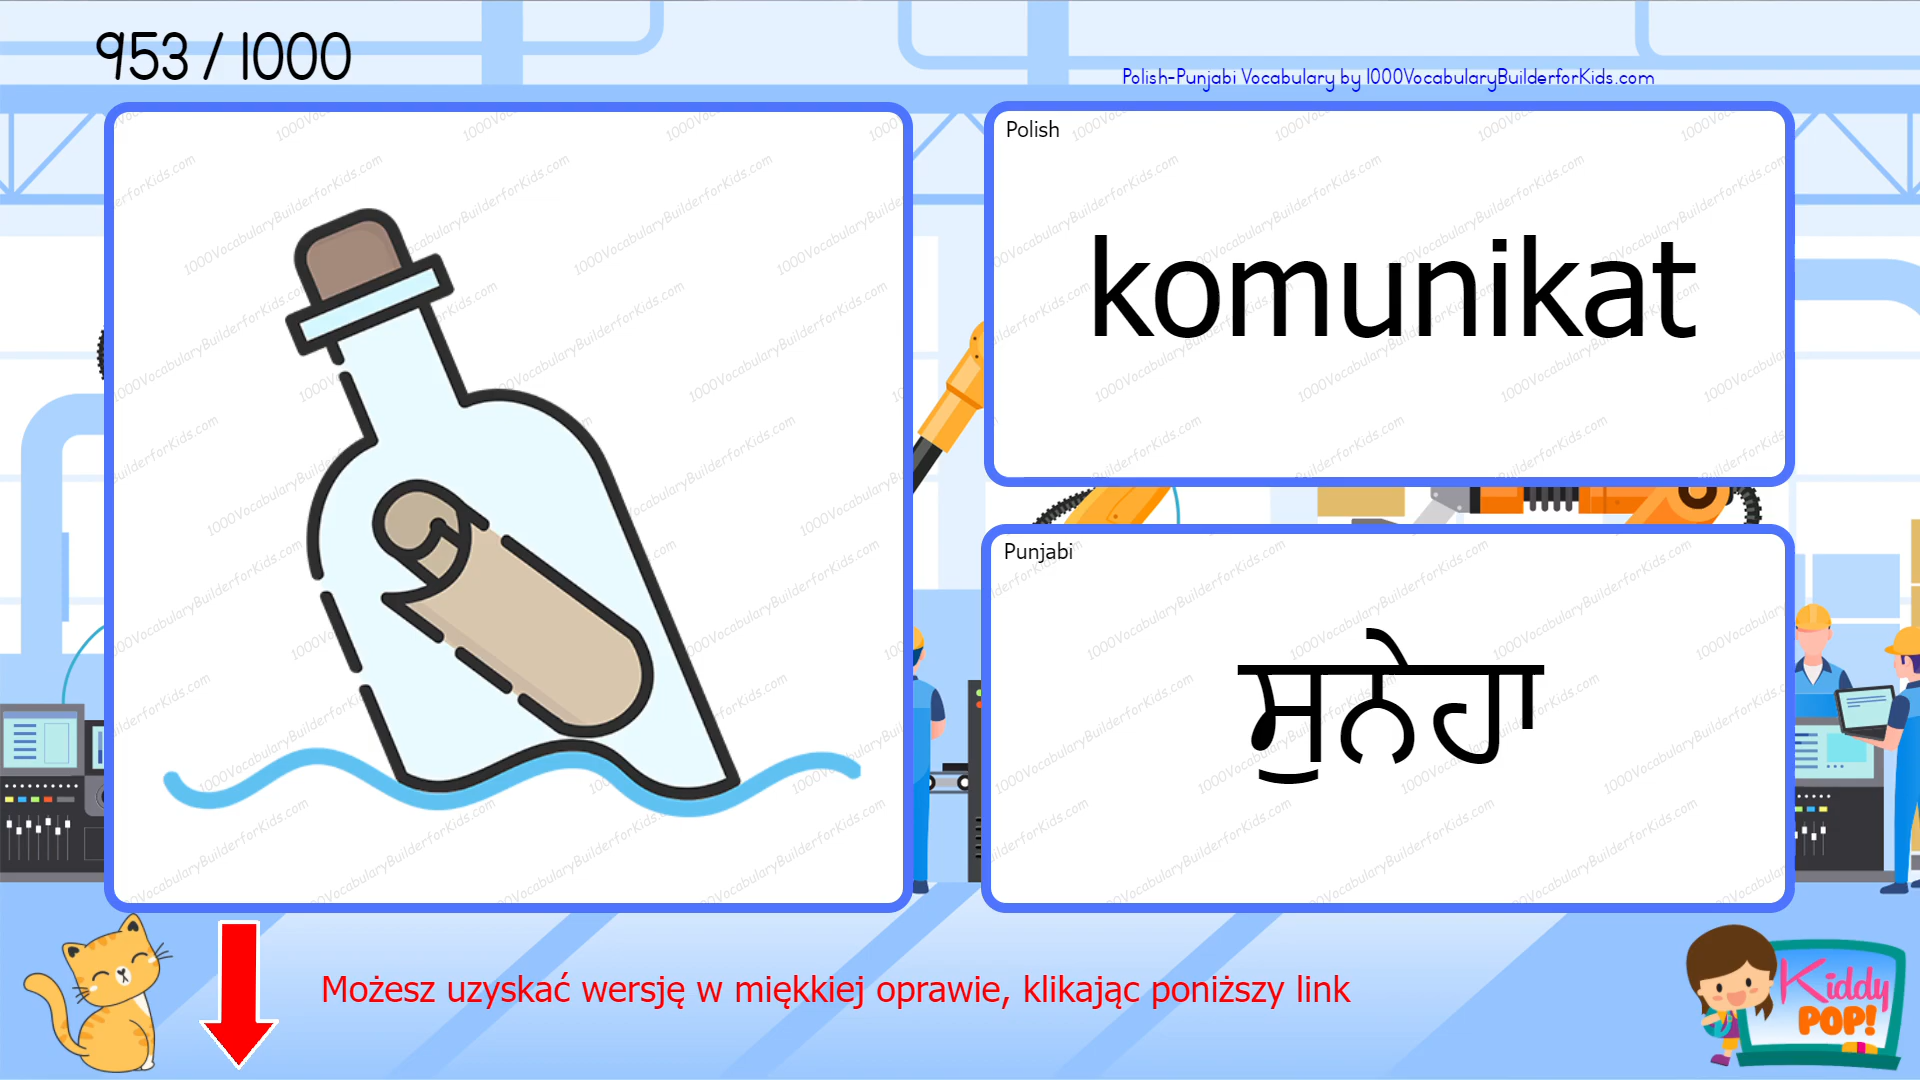 953 / 1000
Polish-Punjabi Vocabulary by 1000VocabularyBuilderforKids.com
Polish
komunikat
Punjabi
ਸੁਨੇਹਾ
Możesz uzyskać wersję w miękkiej oprawie, klikając poniższy link
Kiddy
POP!